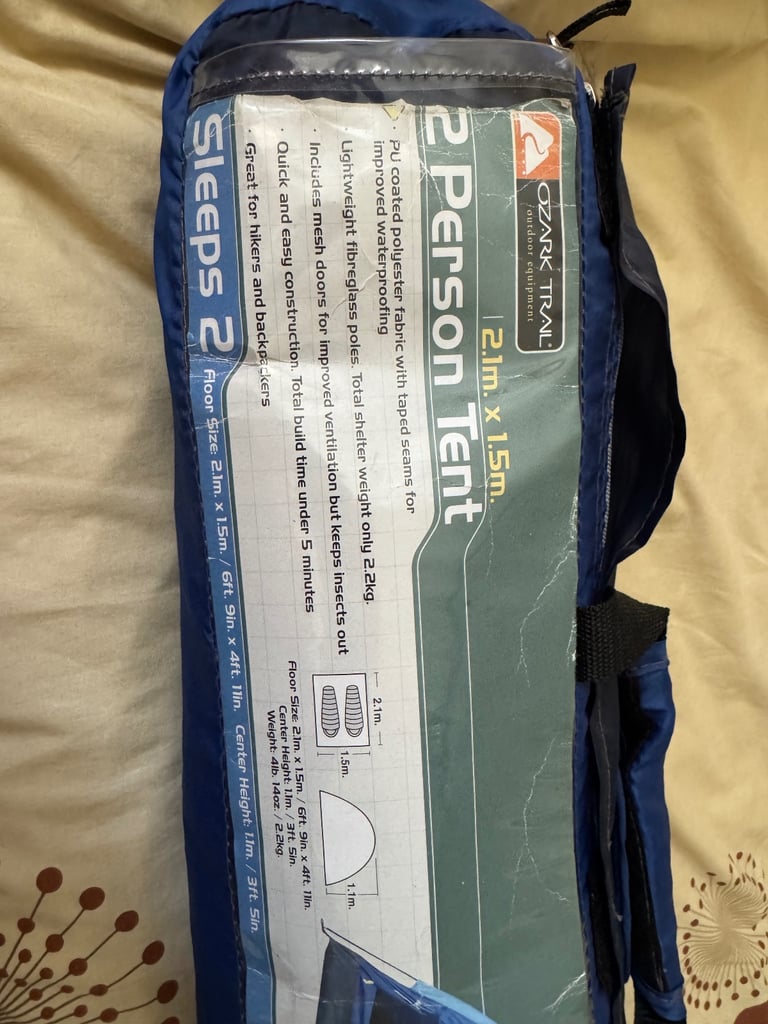 OZARK TRAIL®
outdoor equipment
2.1m. x 1.5m.
2 Person Tent
· PU coated polyester fabric with taped seams for
improved waterproofing
· Lightweight fibreglass poles. Total shelter weight only 2.2kg.
· Includes mesh doors for improved ventilation but keeps insects out
· Quick and easy construction. Total build time under 5 minutes
· Great for hikers and backpackers
2.1m.
1.5m.
1.1m.
Floor Size: 2.1m. x 1.5m. / 6ft. 9in. x 4ft. 11in.
Center Height: 1.1m. / 3ft. 5in.
Weight: 4lb. 14oz. / 2.2kg.
Sleeps 2 Floor Size: 2.1m. x 1.5m. / 6ft. 9in. x 4ft. 11in. Center Height: 1.1m. / 3ft. 5in.